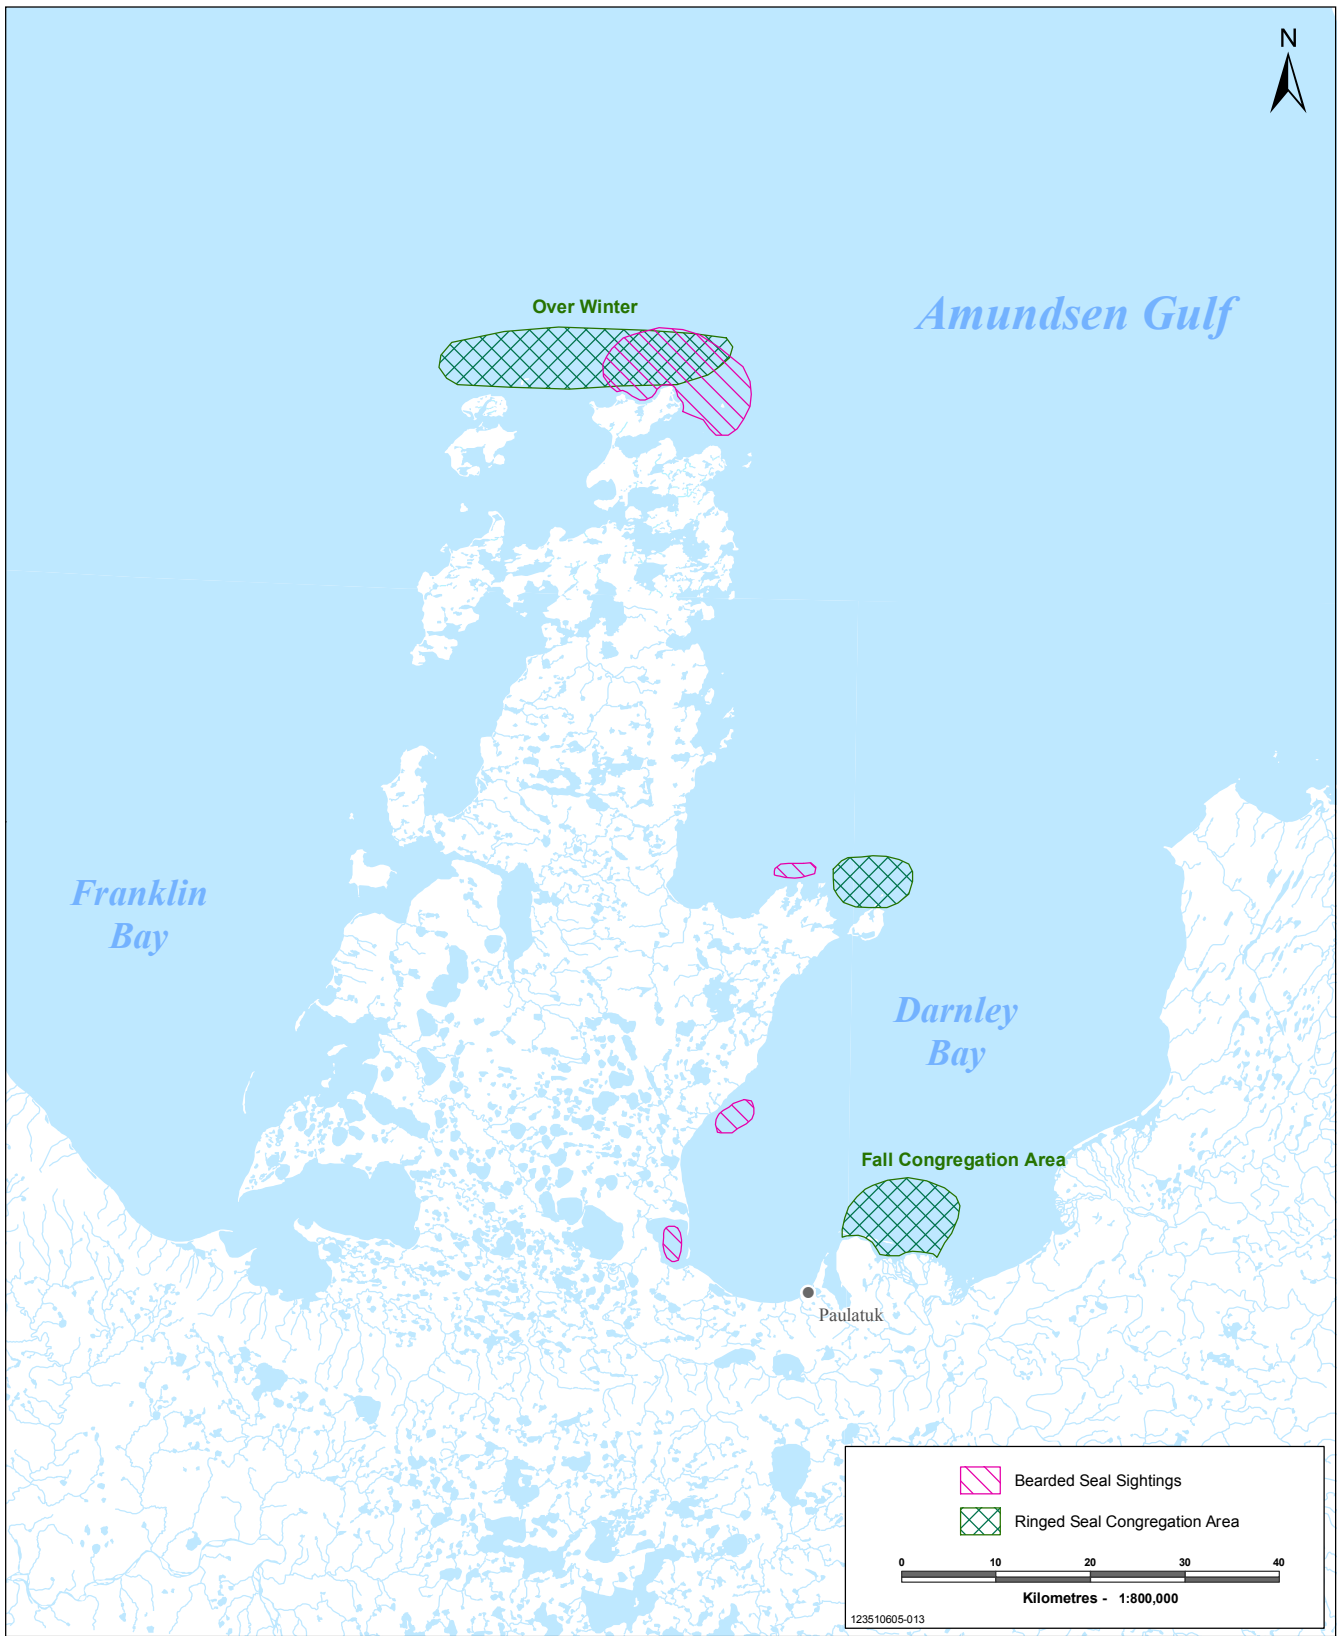 N
Over Winter
Amundsen Gulf
Franklin
Bay
Darnley
Bay
Fall Congregation Area
Paulatuk
Bearded Seal Sightings
Ringed Seal Congregation Area
0 10 20 30 40
Kilometres - 1:800,000
123510605-013